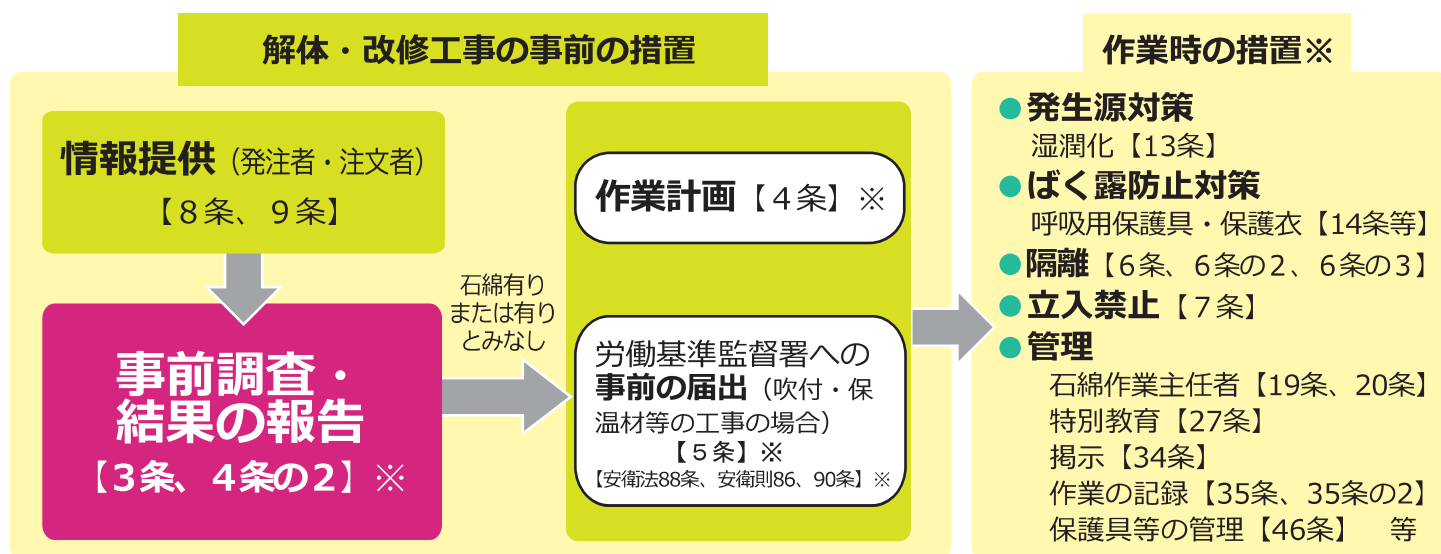 解体・改修工事の事前の措置
情報提供（発注者・注文者）
【８条、９条】
事前調査・
結果の報告
【３条、４条の２】※
石綿有り
または有り
とみなし
作業計画【４条】※
労働基準監督署への
事前の届出（吹付・保
温材等の工事の場合）
【５条】※
【安衛法88条、安衛則86、90条】※
作業時の措置※
●発生源対策
湿潤化【13条】
●ばく露防止対策
呼吸用保護具・保護衣【14条等】
●隔離【６条、６条の２、６条の３】
●立入禁止【７条】
●管理
石綿作業主任者【19条、20条】
特別教育【27条】
掲示【34条】
作業の記録【35条、35条の2】
保護具等の管理【46条】　等